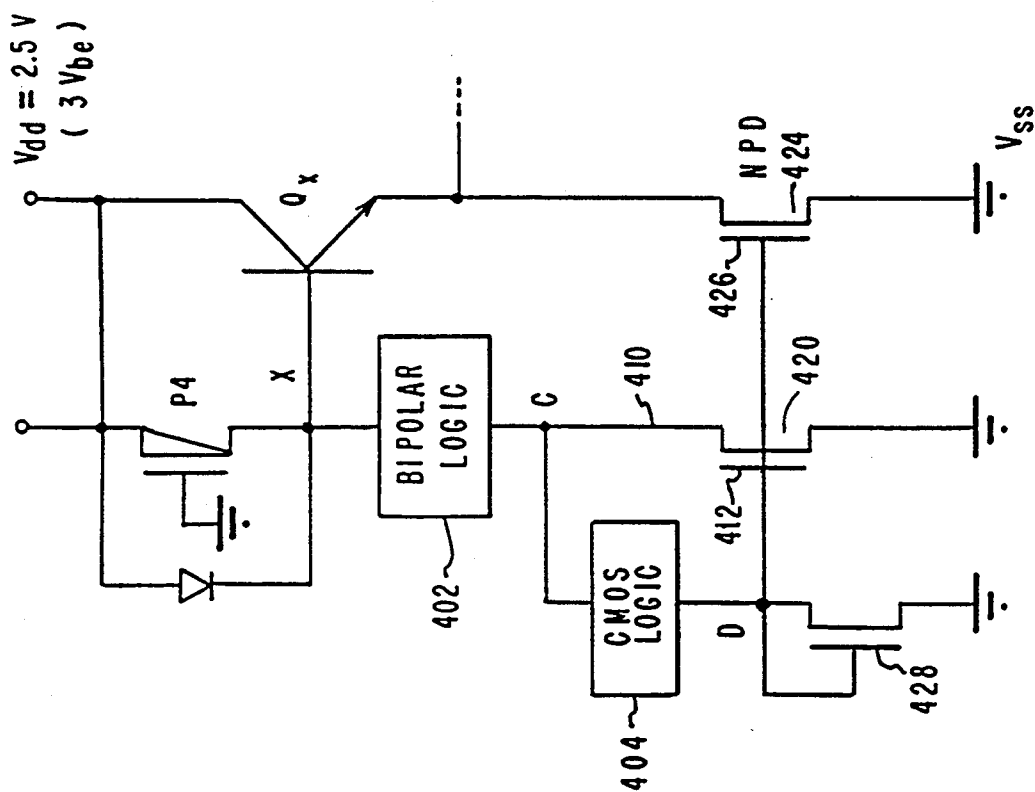 Vdd = 2.5 V
( 3 Vbe )
P4
Qx
X
BIPOLAR
LOGIC
402
C
410
CMOS
LOGIC
404
412
420
426
NPD
424
D
428
Vss